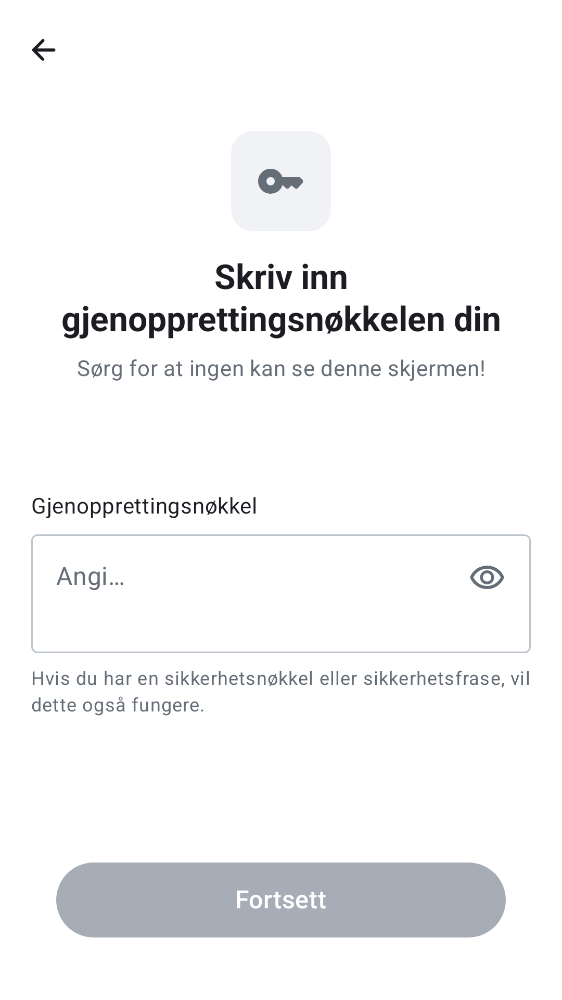 Skriv inn
gjenopprettingsnøkkelen din
Sørg for at ingen kan se denne skjermen!
Gjenopprettingsnøkkel
Angi…
Hvis du har en sikkerhetsnøkkel eller sikkerhetsfrase, vil
dette også fungere.
Fortsett